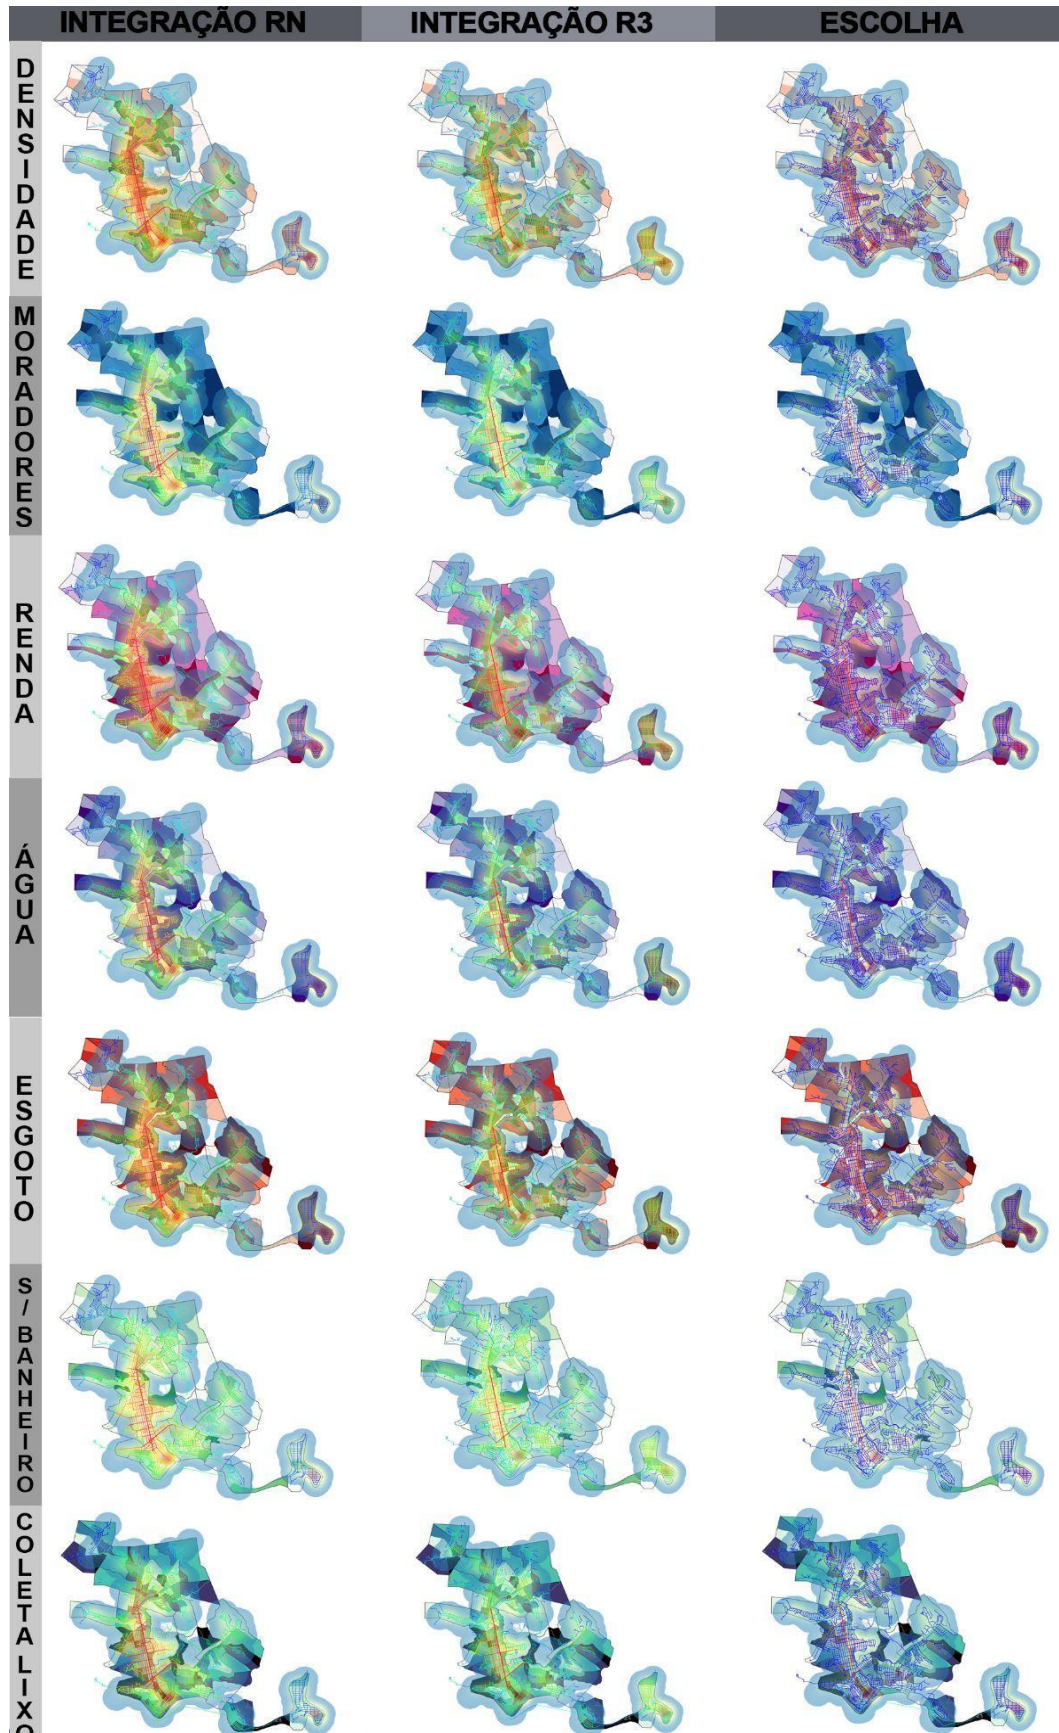 INTEGRAÇÃO RN INTEGRAÇÃO R3 ESCOLHA
DENSIDADE
MORADORES
RENDA
ÁGUA
ESGOTO
S/ BANHEIRO
COLETA LIXO